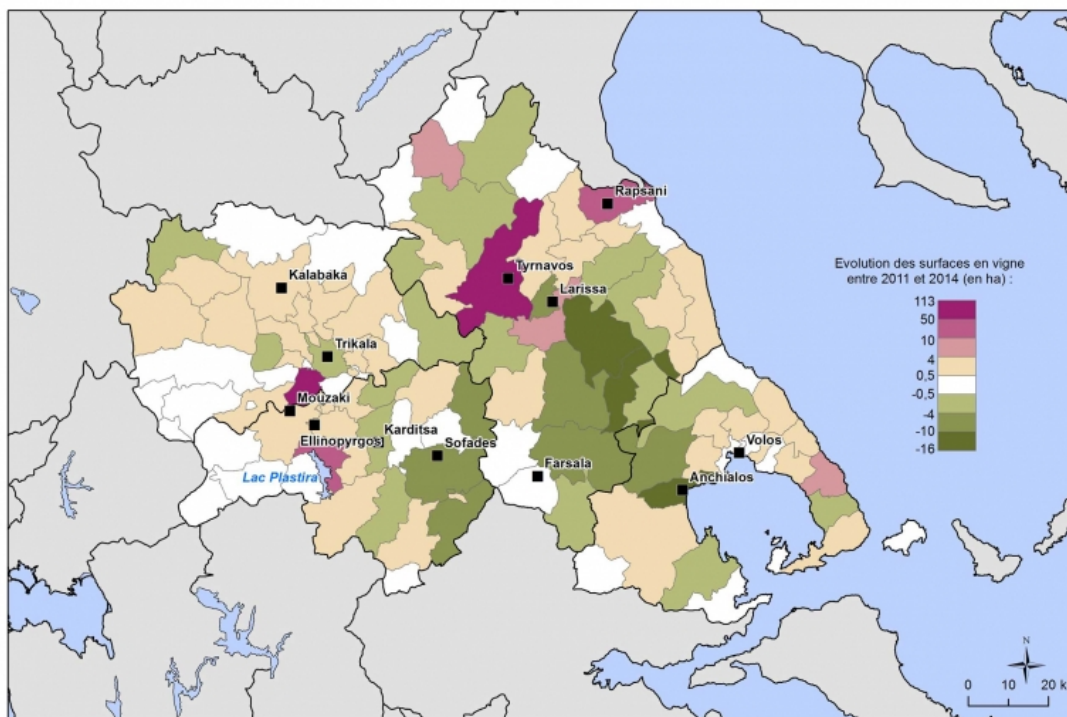 Rapsani
Tyrnavos
Kalabaka
Larissa
Evolution des surfaces en vigne
entre 2011 et 2014 (en ha) :
113
50
10
4
0,5
-0,5
-4
-10
-16
Trikala
Mouzaki
Ellinopyrgos
Karditsa
Sofades
Volos
Lac Plastira
Farsala
Anchialos
N
0 10 20 k